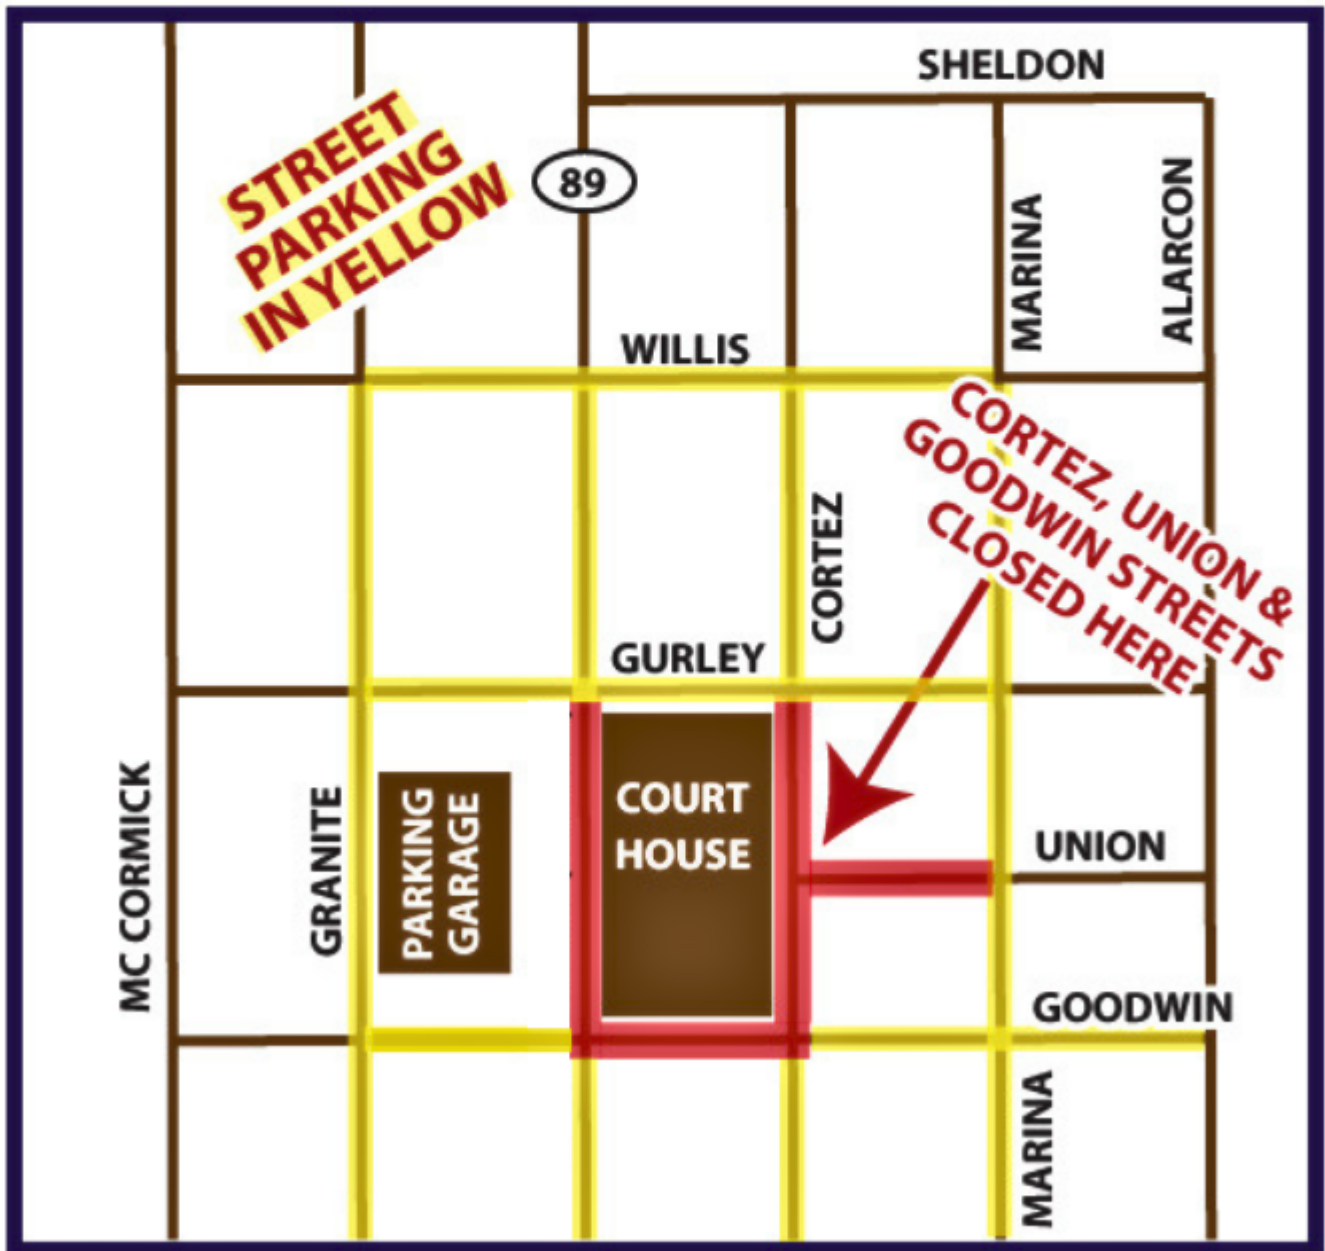 SHELDON
STREET
PARKING
IN YELLOW
89
MARINA
ALARCON
WILLIS
CORTEZ, UNION &
GOODWIN STREETS
CLOSED HERE
CORTEZ
GURLEY
MC CORMICK
GRANITE
PARKING
GARAGE
COURT
HOUSE
UNION
GOODWIN
MARINA